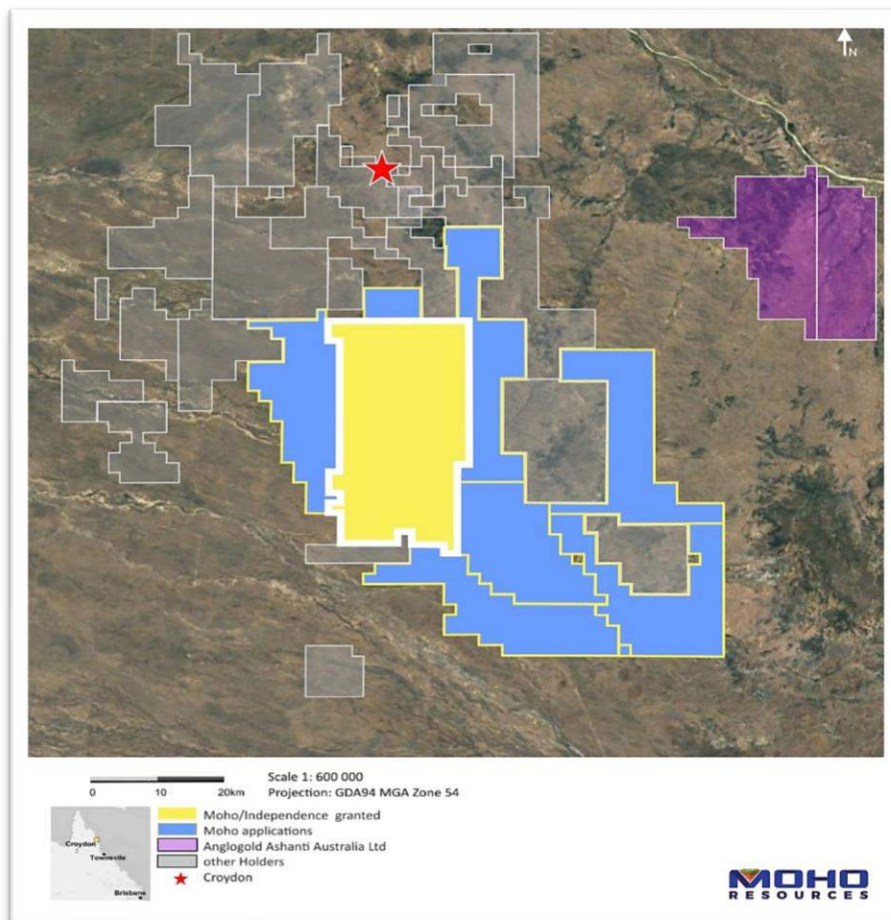 N
Scale 1: 600 000
0 10 20km
Projection: GDA94 MGA Zone 54
Moho/Independence granted
Moho applications
Anglogold Ashanti Australia Ltd
other Holders
Croydon
Croydon
Townsville
Brisbane
MOHO
RESOURCES